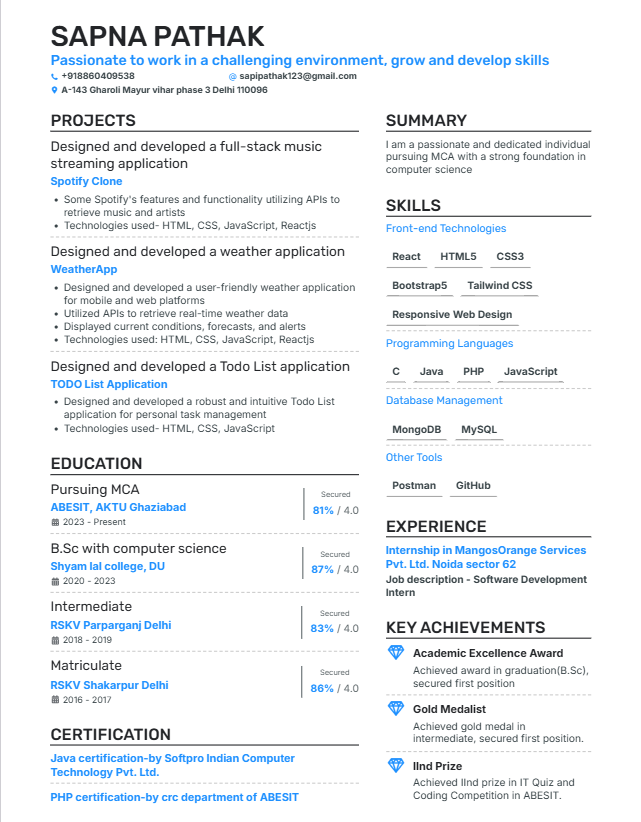 SAPNA PATHAK
Passionate to work in a challenging environment, grow and develop skills
+918860409538
@ sapipathak123@gmail.com
A-143 Gharoli Mayur vihar phase 3 Delhi 110096
PROJECTS
Designed and developed a full-stack music
streaming application
Spotify Clone
• Some Spotify's features and functionality utilizing APIs to
retrieve music and artists
• Technologies used- HTML, CSS, JavaScript, Reactjs
Designed and developed a weather application
WeatherApp
• Designed and developed a user-friendly weather application
for mobile and web platforms
• Utilized APIs to retrieve real-time weather data
• Displayed current conditions, forecasts, and alerts
• Technologies used: HTML, CSS, JavaScript, Reactjs
Designed and developed a Todo List application
TODO List Application
• Designed and developed a robust and intuitive Todo List
application for personal task management
• Technologies used- HTML, CSS, JavaScript
EDUCATION
Pursuing MCA
ABESIT, AKTU Ghaziabad
2023 - Present
Secured
81% / 4.0
B.Sc with computer science
Shyam lal college, DU
2020 - 2023
Secured
87% / 4.0
Intermediate
RSKV Parparganj Delhi
2018 - 2019
Secured
83% / 4.0
Matriculate
RSKV Shakarpur Delhi
2016 - 2017
Secured
86% / 4.0
CERTIFICATION
Java certification-by Softpro Indian Computer
Technology Pvt. Ltd.
PHP certification-by crc department of ABESIT
SUMMARY
I am a passionate and dedicated individual
pursuing MCA with a strong foundation in
computer science
SKILLS
Front-end Technologies
React HTML5 CSS3
Bootstrap5 Tailwind CSS
Responsive Web Design
Programming Languages
C Java PHP JavaScript
Database Management
MongoDB MySQL
Other Tools
Postman GitHub
EXPERIENCE
Internship in MangosOrange Services
Pvt. Ltd. Noida sector 62
Job description - Software Development
Intern
KEY ACHIEVEMENTS
Academic Excellence Award
Achieved award in graduation(B.Sc),
secured first position
Gold Medalist
Achieved gold medal in
intermediate, secured first position.
IInd Prize
Achieved IInd prize in IT Quiz and
Coding Competition in ABESIT.